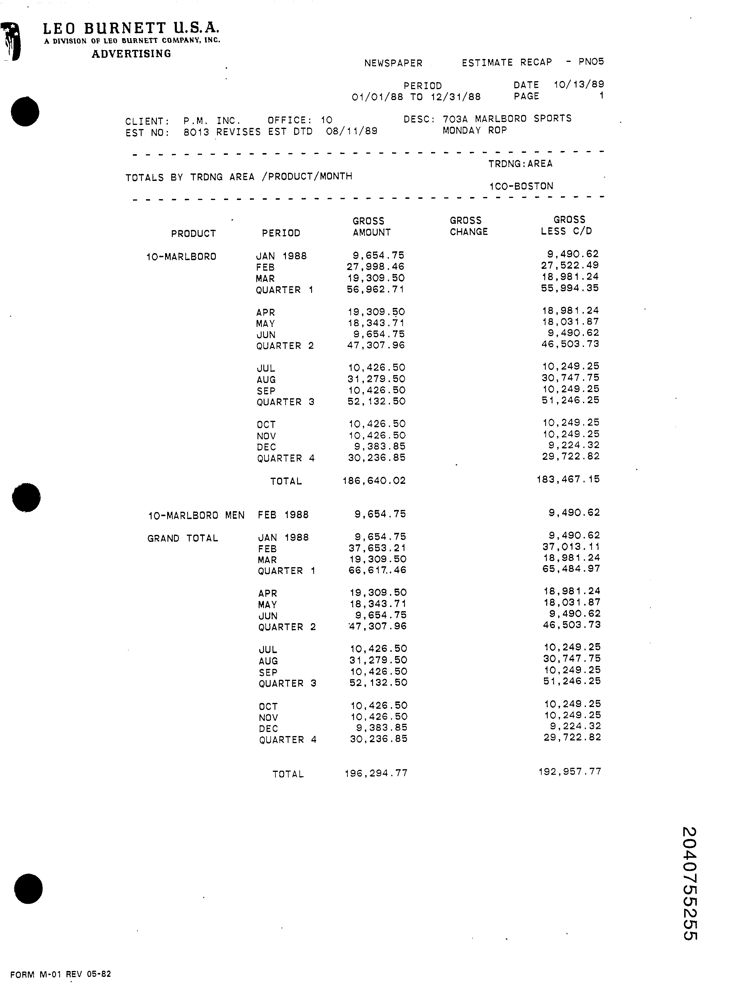 LEO BURNETT U.S.A.
A DIVISION OF LEO BURNETT COMPANY, INC.
ADVERTISING
NEWSPAPER ESTIMATE RECAP - PN05
PERIOD DATE 10/13/89
01/01/88 TO 12/31/88 PAGE 1
CLIENT: P.M. INC. OFFICE: 10 DESC: 703A MARLBORO SPORTS
EST NO: 8013 REVISES EST DTD 08/11/89 MONDAY ROP
TRDNG:AREA
TOTALS BY TRDNG AREA /PRODUCT/MONTH
1CO-BOSTON
GROSS GROSS GROSS
PRODUCT PERIOD AMOUNT CHANGE LESS C/D
10-MARLBORO JAN 1988 9,654.75 9,490.62
FEB 27,998.46 27,522.49
MAR 19,309.50 18,981.24
QUARTER 1 56,962.71 55,994.35
APR 19,309.50 18,981.24
MAY 18,343.71 18,031.87
JUN 9,654.75 9,490.62
QUARTER 2 47,307.96 46,503.73
JUL 10,426.50 10,249.25
AUG 31,279.50 30,747.75
SEP 10,426.50 10,249.25
QUARTER 3 52,132.50 51,246.25
OCT 10,426.50 10,249.25
NOV 10,426.50 10,249.25
DEC 9,383.85 9,224.32
QUARTER 4 30,236.85 29,722.82
TOTAL 186,640.02 183,467.15
10-MARLBORO MEN FEB 1988 9,654.75 9,490.62
GRAND TOTAL JAN 1988 9,654.75 9,490.62
FEB 37,653.21 37,013.11
MAR 19,309.50 18,981.24
QUARTER 1 66,617.46 65,484.97
APR 19,309.50 18,981.24
MAY 18,343.71 18,031.87
JUN 9,654.75 9,490.62
QUARTER 2 47,307.96 46,503.73
JUL 10,426.50 10,249.25
AUG 31,279.50 30,747.75
SEP 10,426.50 10,249.25
QUARTER 3 52,132.50 51,246.25
OCT 10,426.50 10,249.25
NOV 10,426.50 10,249.25
DEC 9,383.85 9,224.32
QUARTER 4 30,236.85 29,722.82
TOTAL 196,294.77 192,957.77
2040755255
FORM M-01 REV 05-82